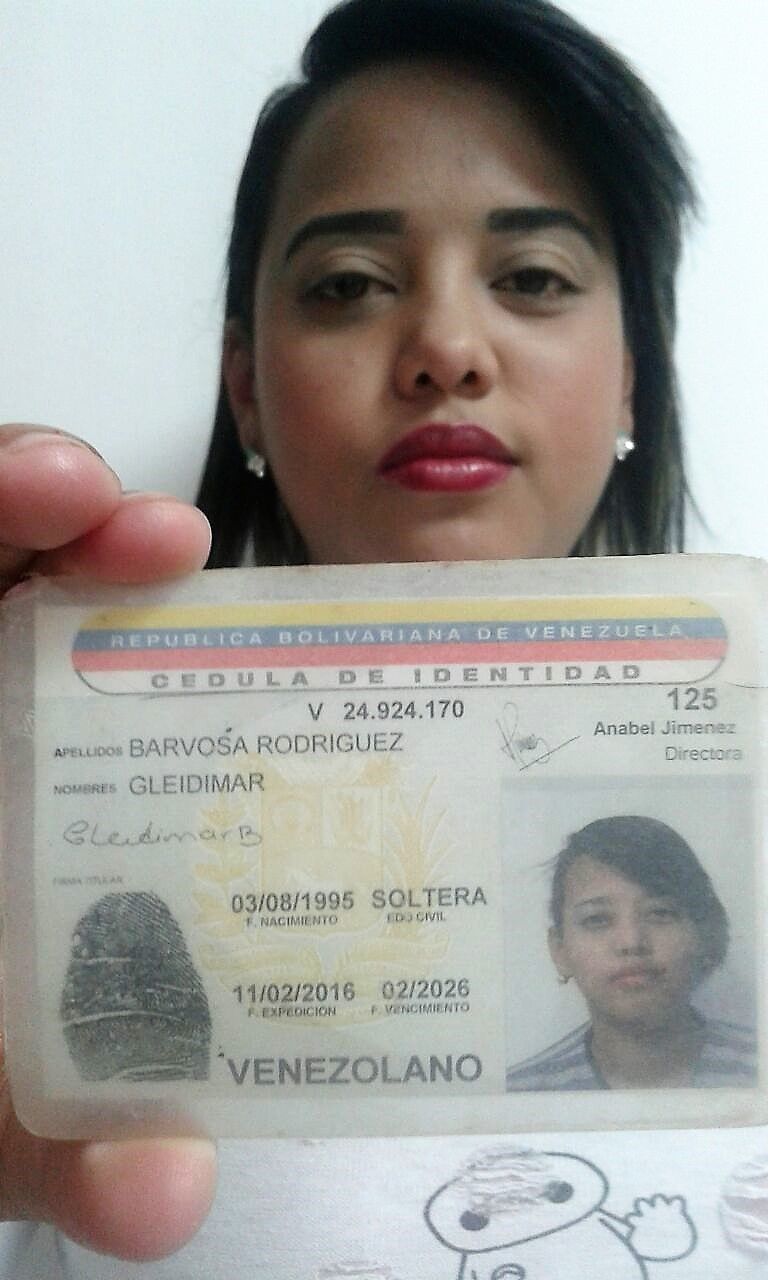 REPUBLICA BOLIVARIANA DE VENEZUELA
CEDULA DE IDENTIDAD
V 24.924.170
125
Anabel Jimenez
Directora
APELLIDOS BARVOSA RODRIGUEZ
NOMBRES GLEIDIMAR
Gleidimar B
FIRMA TITULAR
03/08/1995 SOLTERA
F. NACIMIENTO EDO CIVIL
11/02/2016 02/2026
F. EXPEDICION F. VENCIMIENTO
VENEZOLANO